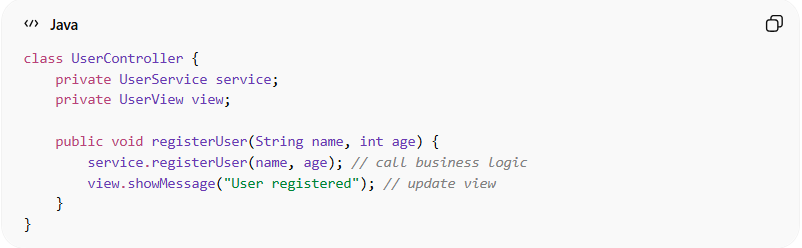 </> Java
class UserController {
    private UserService service;
    private UserView view;

    public void registerUser(String name, int age) {
        service.registerUser(name, age); // call business logic
        view.showMessage("User registered"); // update view
    }
}